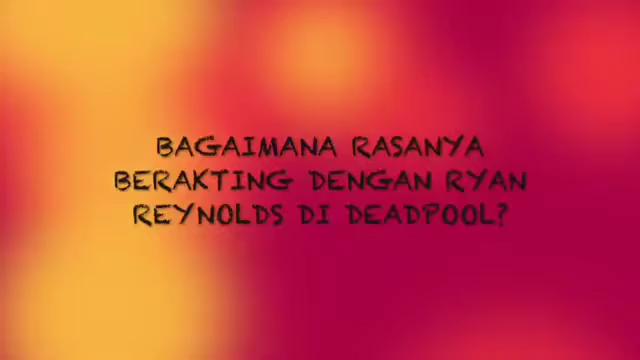 BAGAIMANA RASANYA
BERAKTING DENGAN RYAN
REYNOLDS DI DEADPOOL?